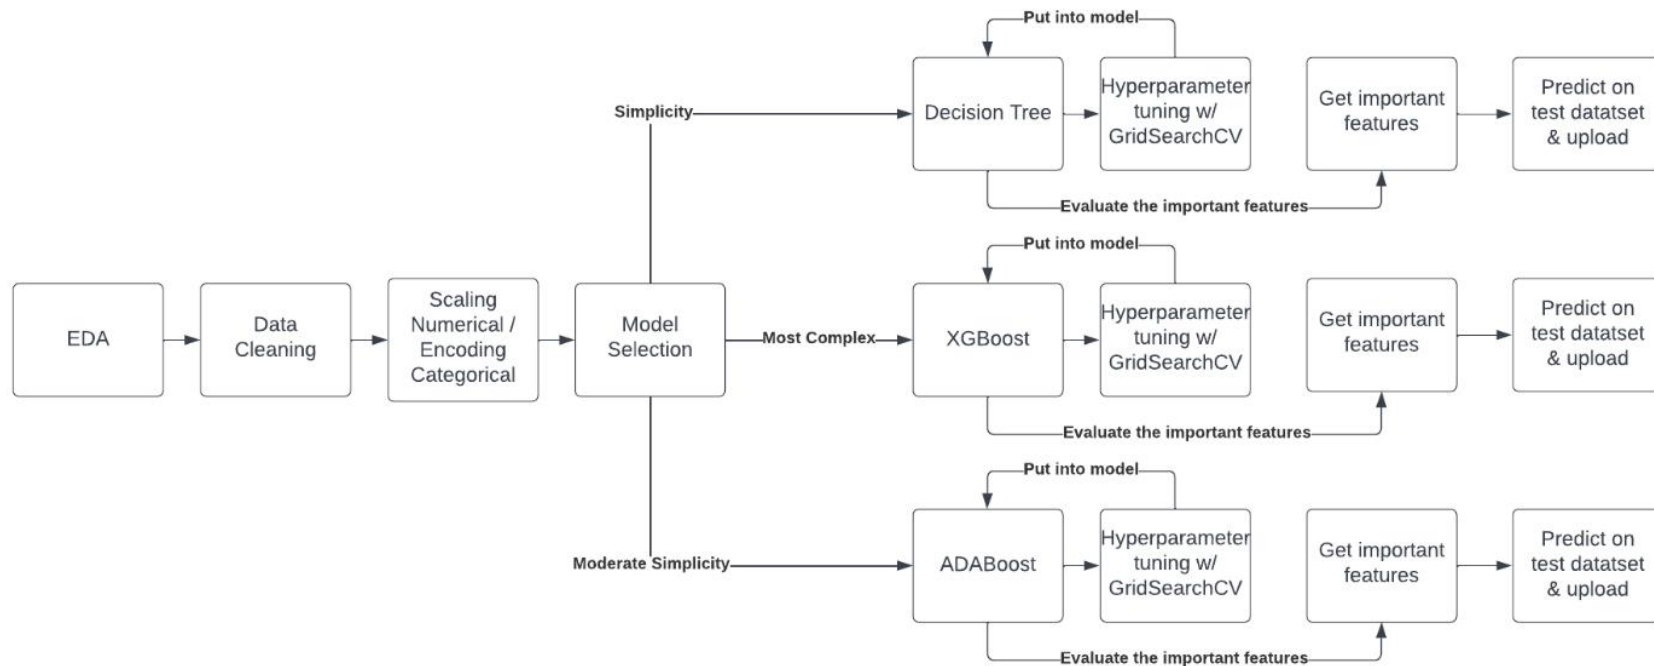 Put into model
Simplicity
Decision Tree
Hyperparameter
tuning w/
GridSearchCV
Get important
features
Predict on
test datatset
& upload
Evaluate the important features
EDA
Data
Cleaning
Scaling
Numerical /
Encoding
Categorical
Model
Selection
Most Complex
Put into model
XGBoost
Hyperparameter
tuning w/
GridSearchCV
Get important
features
Predict on
test datatset
& upload
Evaluate the important features
Moderate Simplicity
Put into model
ADABoost
Hyperparameter
tuning w/
GridSearchCV
Get important
features
Predict on
test datatset
& upload
Evaluate the important features